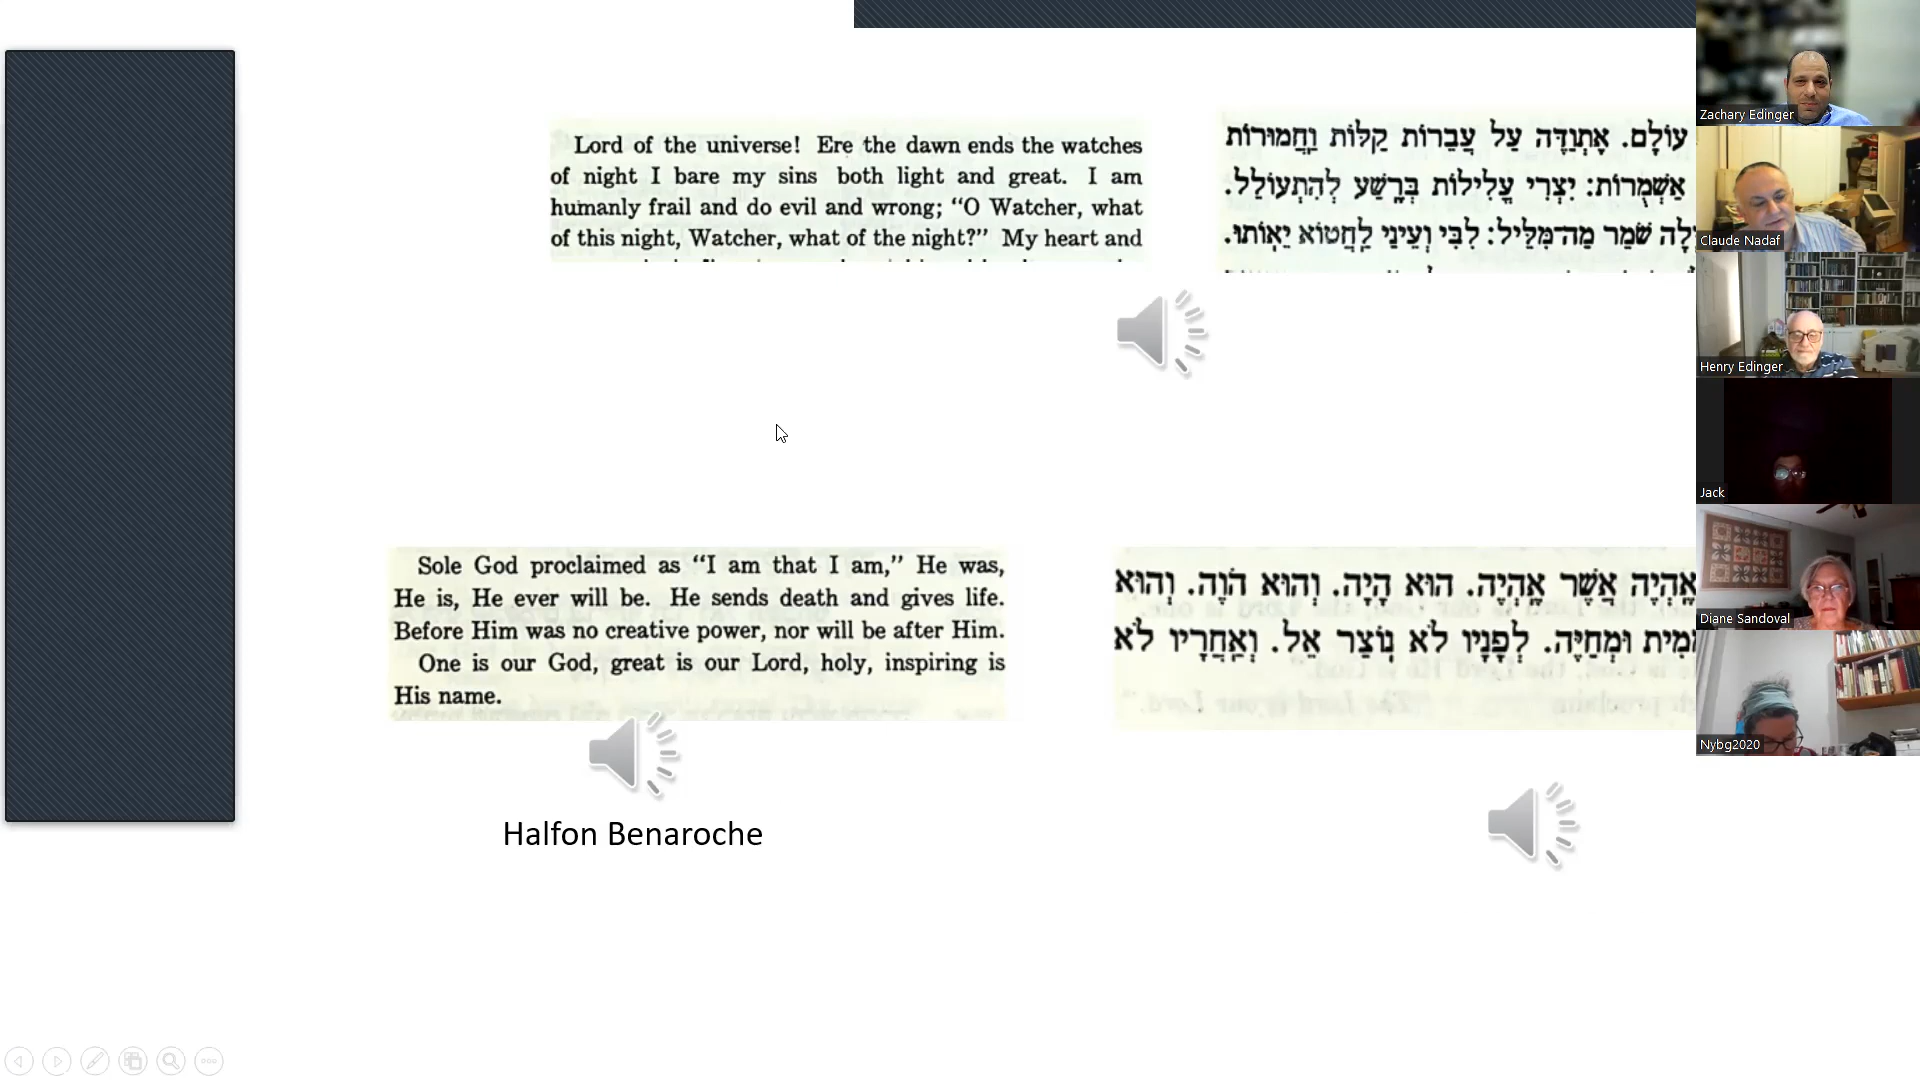 Lord of the universe! Ere the dawn ends the watches
of night I bare my sins both light and great. I am
humanly frail and do evil and wrong; "O Watcher, what
of this night, Watcher, what of the night?" My heart and
עוֹלָם. אֶתְוַדֶּה עַל עֲבֵרוֹת קַלּוֹת וַחֲמוּרוֹת
אַשְׁמֻרוֹת: יִצְרִי עֲלִילוֹת בְּרֶשַׁע לְהִתְעוֹלֵל.
שֹׁמֵר מַה־מִּלֵּיל: לִבִּי וְעֵינַי לַחֲטוֹא יֵאוֹתוּ.
Sole God proclaimed as "I am that I am," He was,
He is, He ever will be. He sends death and gives life.
Before Him was no creative power, nor will be after Him.
One is our God, great is our Lord, holy, inspiring is
His name.
אֶהְיֶה אֲשֶׁר אֶהְיֶה. הוּא הָיָה. וְהוּא הֹוֶה. וְהוּא
וּמְחַיֶּה. לְפָנָיו לֹא נוֹצַר אֵל. וְאַחֲרָיו לֹא
Halfon Benaroche
Zachary Edinger
Claude Nadaf
Henry Edinger
Jack
Diane Sandoval
Nybg2020